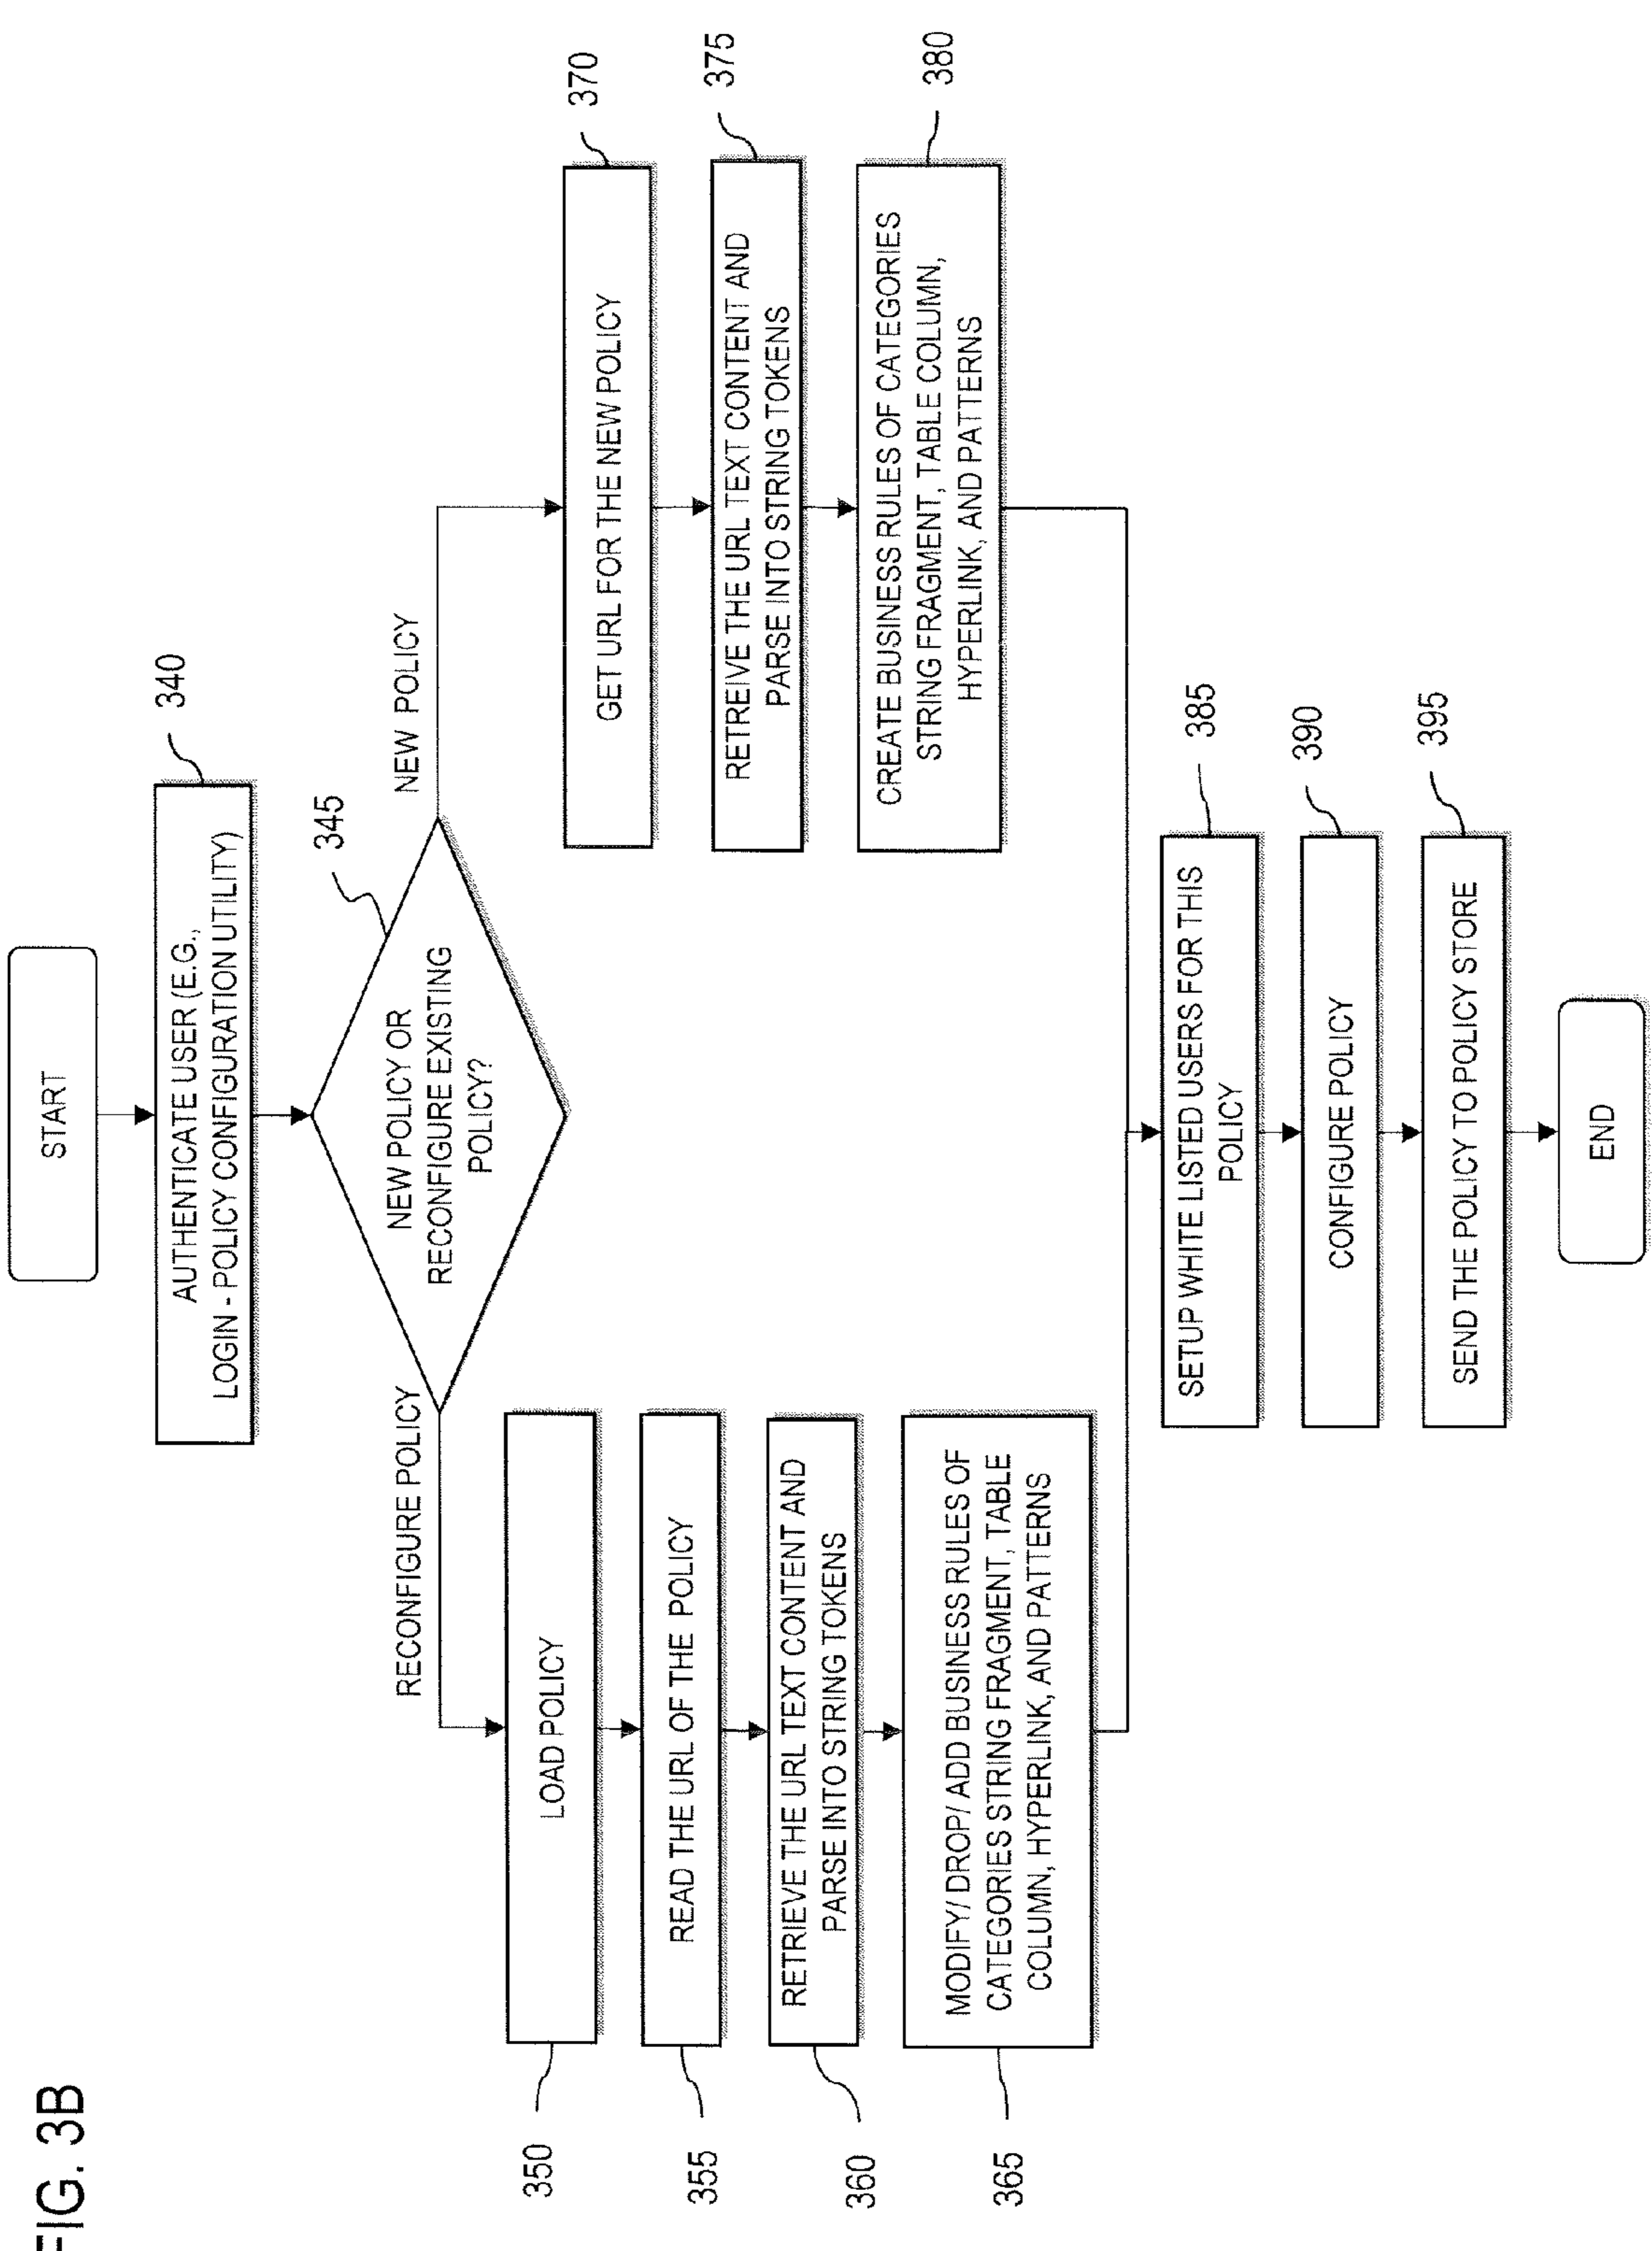 FIG. 3B
START
AUTHENTICATE USER (E.G.,
LOGIN - POLICY CONFIGURATION UTILITY)
340
NEW POLICY OR
RECONFIGURE EXISTING
POLICY?
345
RECONFIGURE POLICY
NEW POLICY
LOAD POLICY
350
READ THE URL OF THE POLICY
355
RETRIEVE THE URL TEXT CONTENT AND
PARSE INTO STRING TOKENS
360
MODIFY/ DROP/ ADD BUSINESS RULES OF
CATEGORIES STRING FRAGMENT, TABLE
COLUMN, HYPERLINK, AND PATTERNS
365
GET URL FOR THE NEW POLICY
370
RETREIVE THE URL TEXT CONTENT AND
PARSE INTO STRING TOKENS
375
CREATE BUSINESS RULES OF CATEGORIES
STRING FRAGMENT, TABLE COLUMN,
HYPERLINK, AND PATTERNS
380
SETUP WHITE LISTED USERS FOR THIS
POLICY
385
CONFIGURE POLICY
390
SEND THE POLICY TO POLICY STORE
395
END